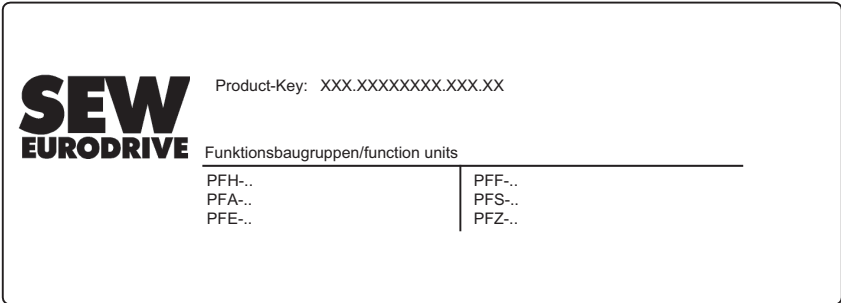 SEW
EURODRIVE
Product-Key: XXX.XXXXXXXX.XXX.XX
Funktionsbaugruppen/function units
PFH-..
PFA-..
PFE-..
PFF-..
PFS-..
PFZ-..